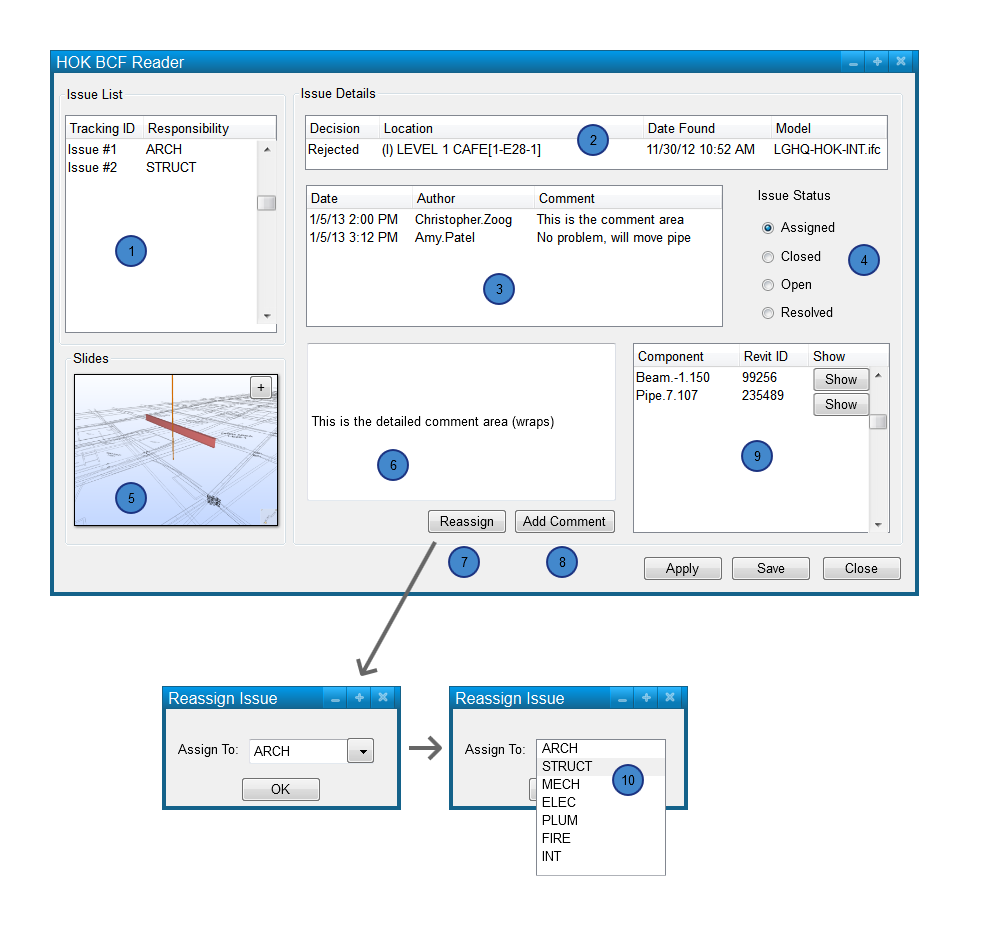 HOK BCF Reader
Issue List
Tracking ID Responsibility
Issue #1 ARCH
Issue #2 STRUCT
1
Slides
+
5
Issue Details
Decision Location Date Found Model
Rejected (I) LEVEL 1 CAFE[1-E28-1] 11/30/12 10:52 AM LGHQ-HOK-INT.ifc
2
Date Author Comment
1/5/13 2:00 PM Christopher.Zoog This is the comment area
1/5/13 3:12 PM Amy.Patel No problem, will move pipe
3
Issue Status
Assigned
Closed
Open
Resolved
4
This is the detailed comment area (wraps)
6
Component Revit ID Show
Beam.-1.150 99256 Show
Pipe.7.107 235489 Show
9
Reassign Add Comment
7 8
Apply Save Close
Reassign Issue
Assign To: ARCH
OK
Reassign Issue
Assign To: ARCH
STRUCT
MECH
ELEC
PLUM
FIRE
INT
10